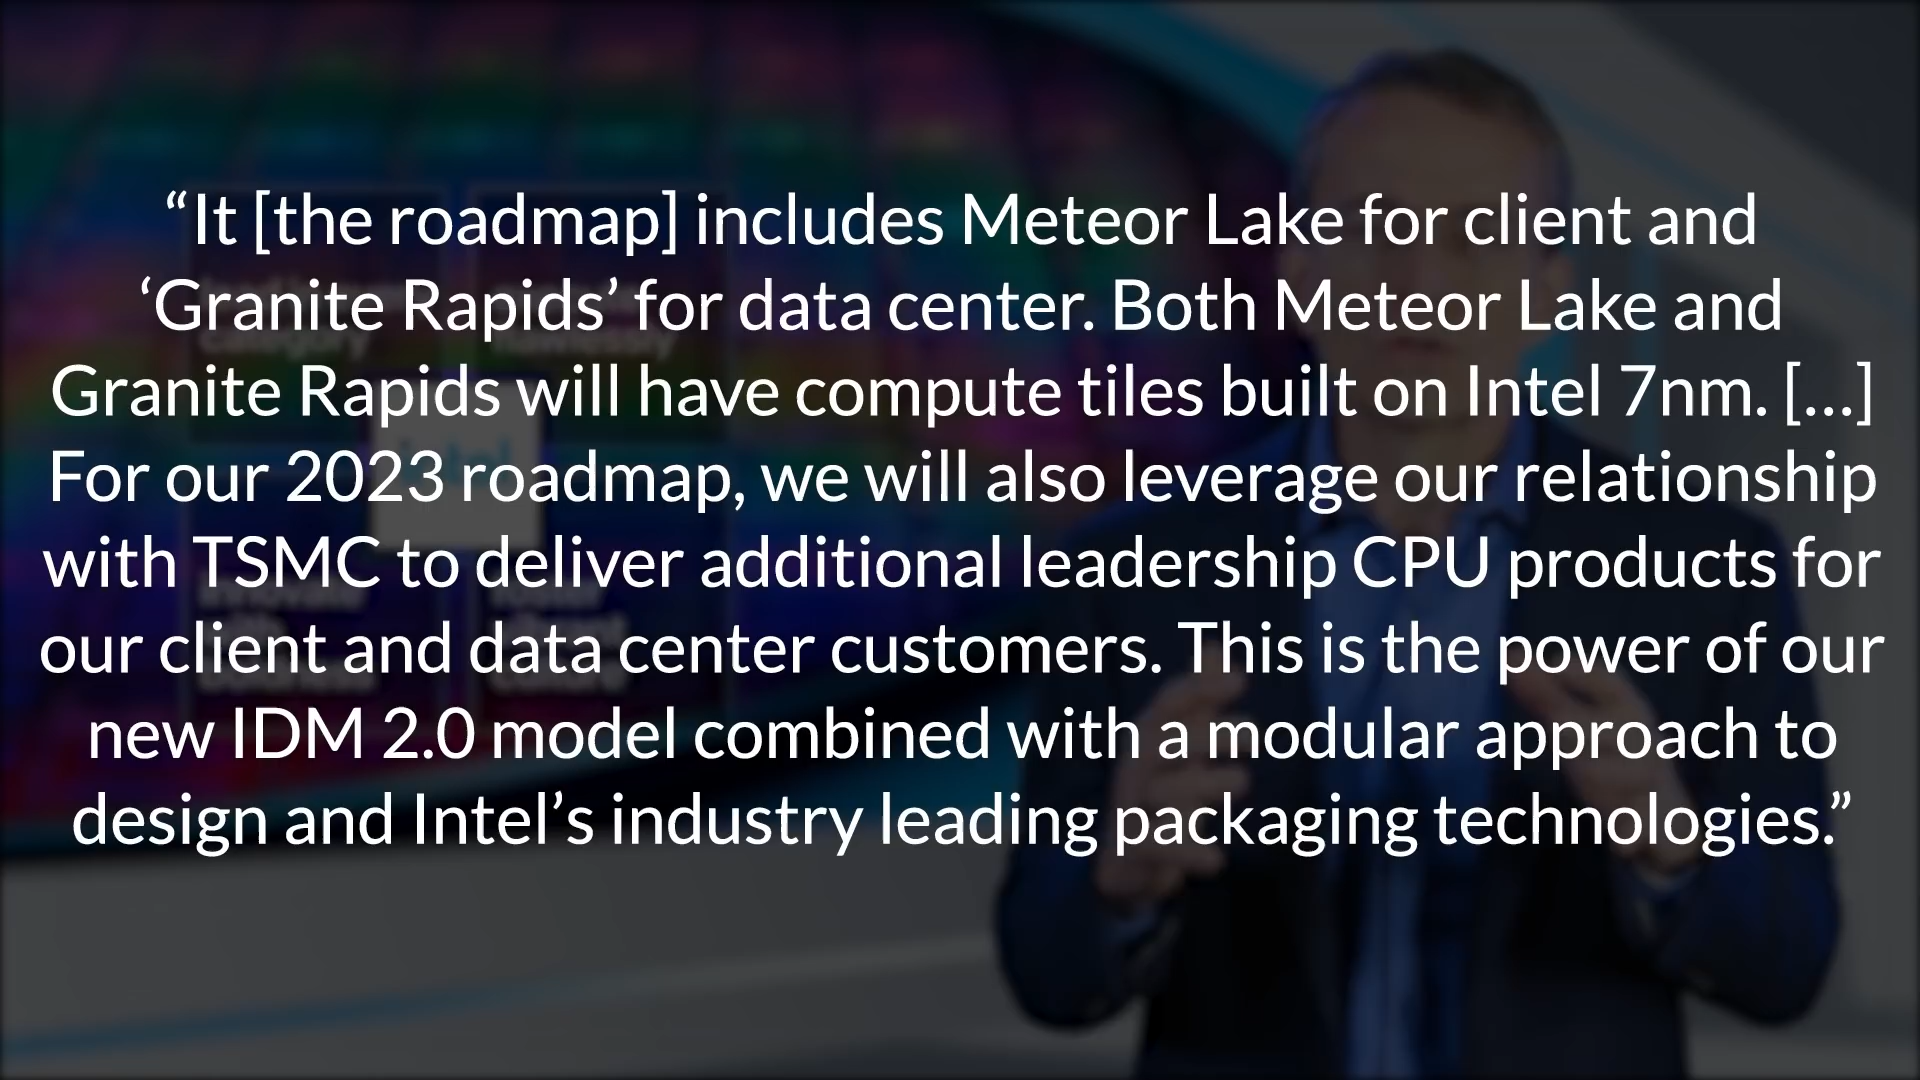 “It [the roadmap] includes Meteor Lake for client and
‘Granite Rapids’ for data center. Both Meteor Lake and
Granite Rapids will have compute tiles built on Intel 7nm. [...]
For our 2023 roadmap, we will also leverage our relationship
with TSMC to deliver additional leadership CPU products for
our client and data center customers. This is the power of our
new IDM 2.0 model combined with a modular approach to
design and Intel’s industry leading packaging technologies.”